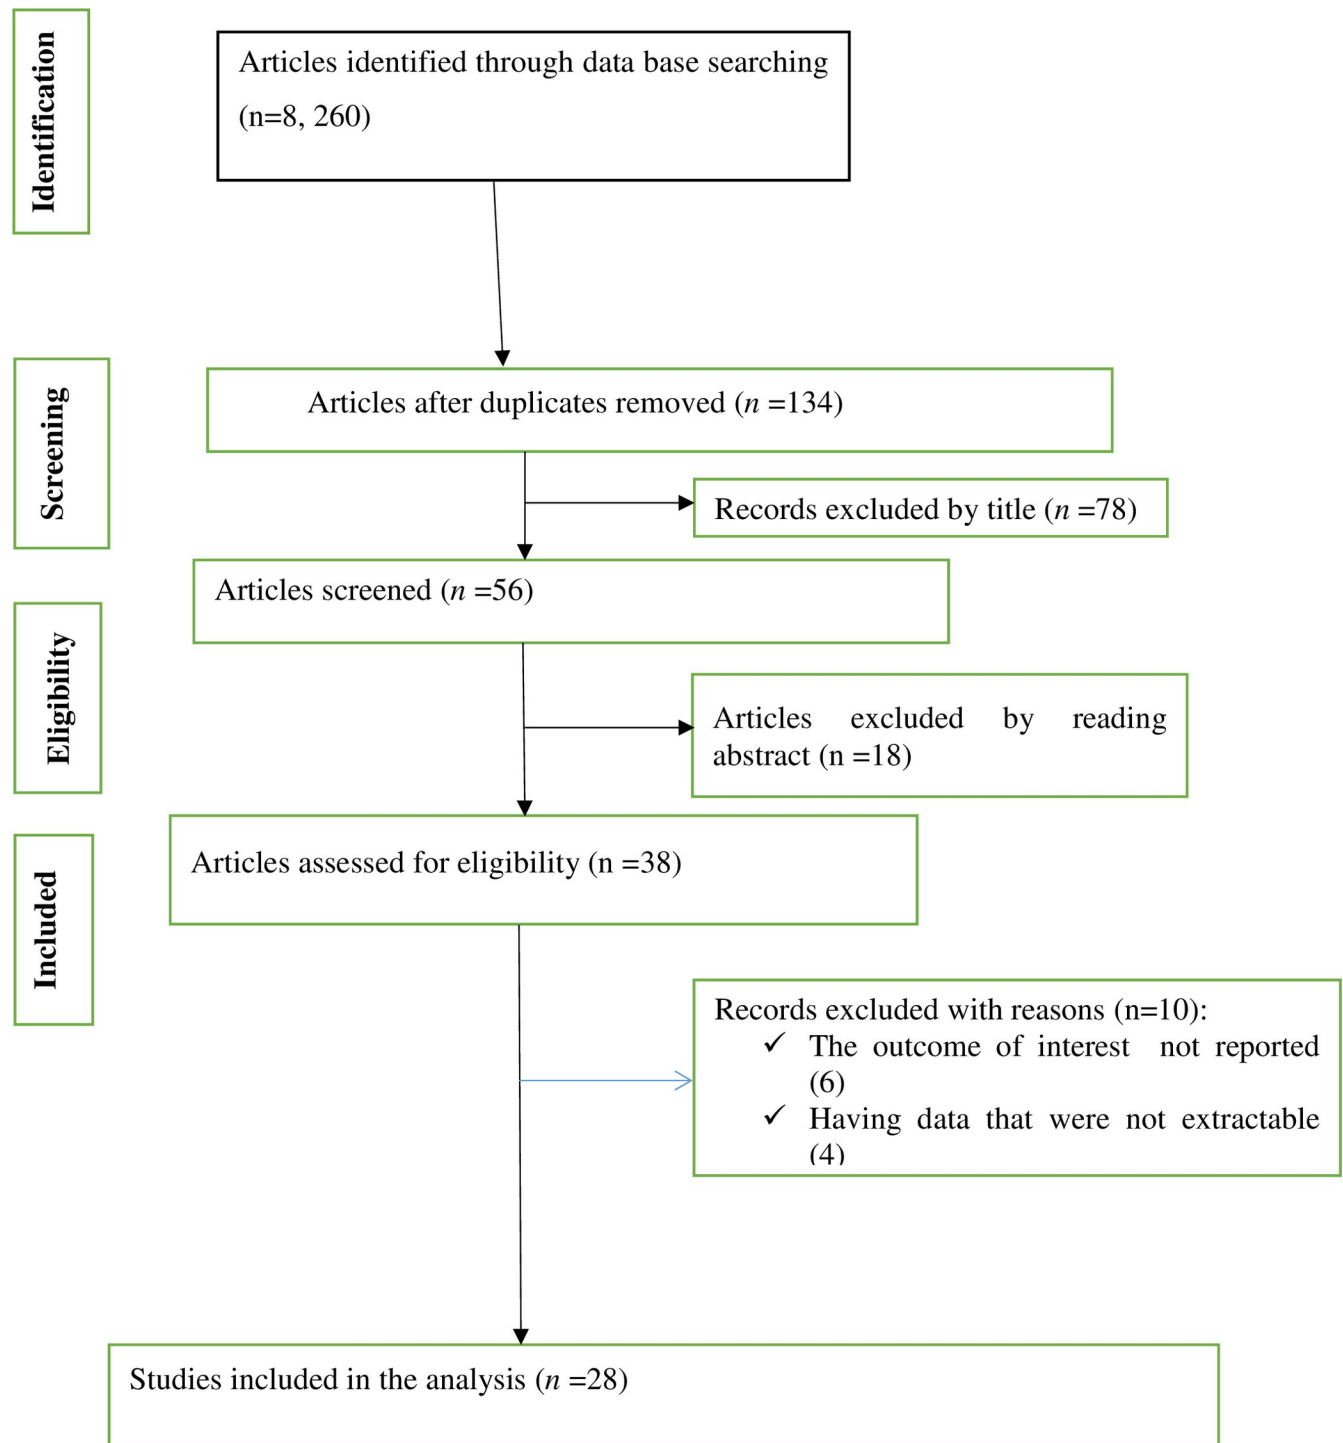 Identification
Articles identified through data base searching
(n=8, 260)
Screening
Articles after duplicates removed (n =134)
Records excluded by title (n =78)
Articles screened (n =56)
Eligibility
Articles excluded by reading
abstract (n =18)
Articles assessed for eligibility (n =38)
Included
Records excluded with reasons (n=10):
✓ The outcome of interest not reported
(6)
✓ Having data that were not extractable
(4)
Studies included in the analysis (n =28)